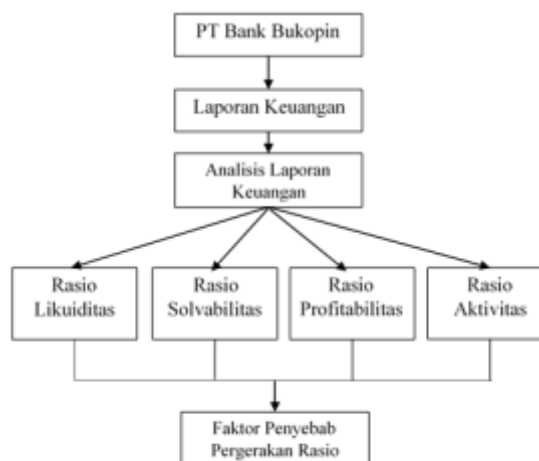 PT Bank Bukopin
Laporan Keuangan
Analisis Laporan
Keuangan
Rasio
Likuiditas
Rasio
Solvabilitas
Rasio
Profitabilitas
Rasio
Aktivitas
Faktor Penyebab
Pergerakan Rasio